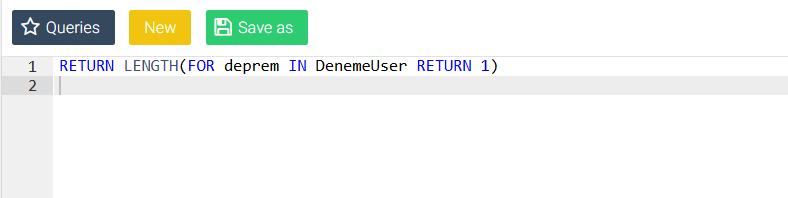 Queries New Save as
1 RETURN LENGTH(FOR deprem IN DenemeUser RETURN 1)
2